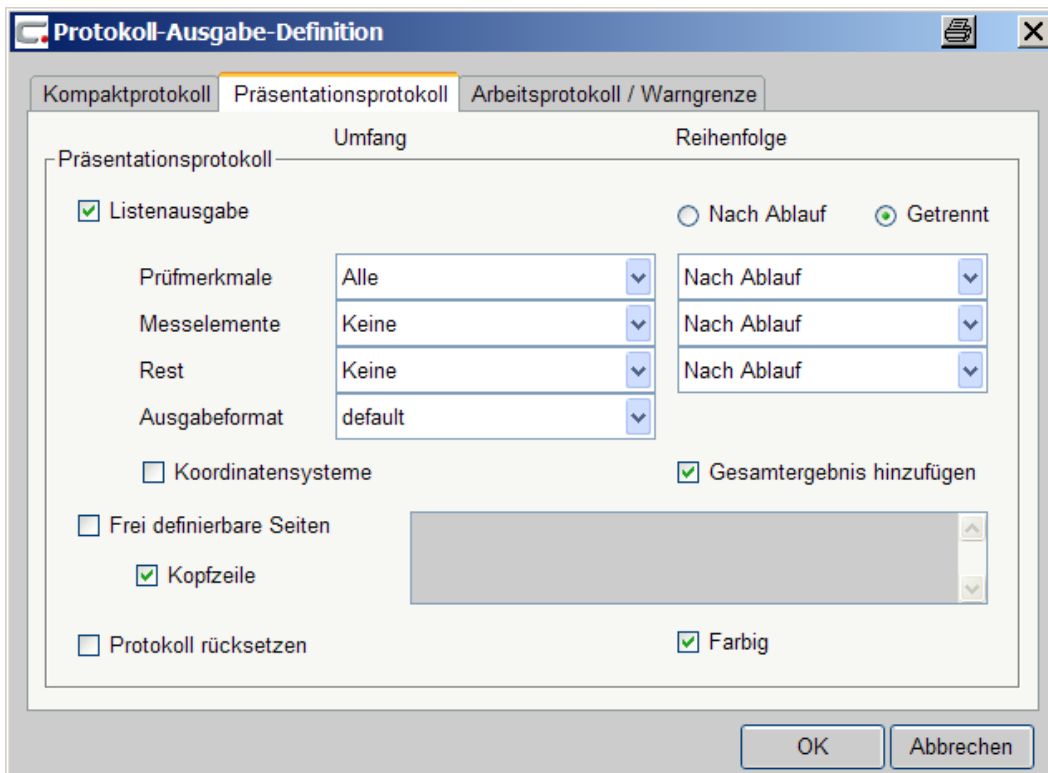 Protokoll-Ausgabe-Definition
Kompaktprotokoll Präsentationsprotokoll Arbeitsprotokoll / Warngrenze
Umfang Reihenfolge
Präsentationsprotokoll
Listenausgabe Nach Ablauf Getrennt
Prüfmerkmale Alle Nach Ablauf
Messelemente Keine Nach Ablauf
Rest Keine Nach Ablauf
Ausgabeformat default
Koordinatensysteme Gesamtergebnis hinzufügen
Frei definierbare Seiten
Kopfzeile
Protokoll rücksetzen Farbig
OK Abbrechen